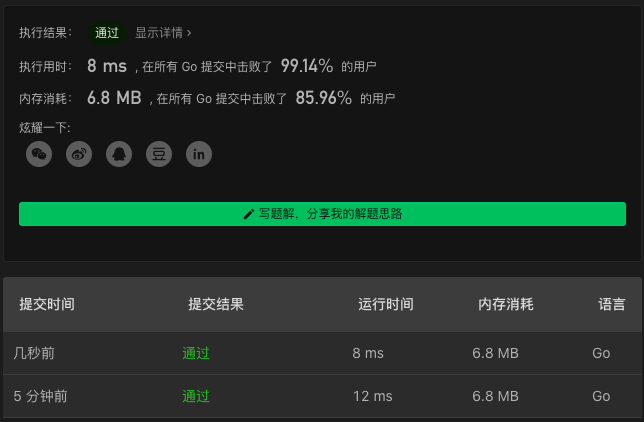 执行结果： 通过 显示详情 ›
执行用时： 8 ms , 在所有 Go 提交中击败了 99.14% 的用户
内存消耗： 6.8 MB , 在所有 Go 提交中击败了 85.96% 的用户
炫耀一下:
豆 in
写题解，分享我的解题思路
提交时间 提交结果 运行时间 内存消耗 语言
几秒前 通过 8 ms 6.8 MB Go
5 分钟前 通过 12 ms 6.8 MB Go